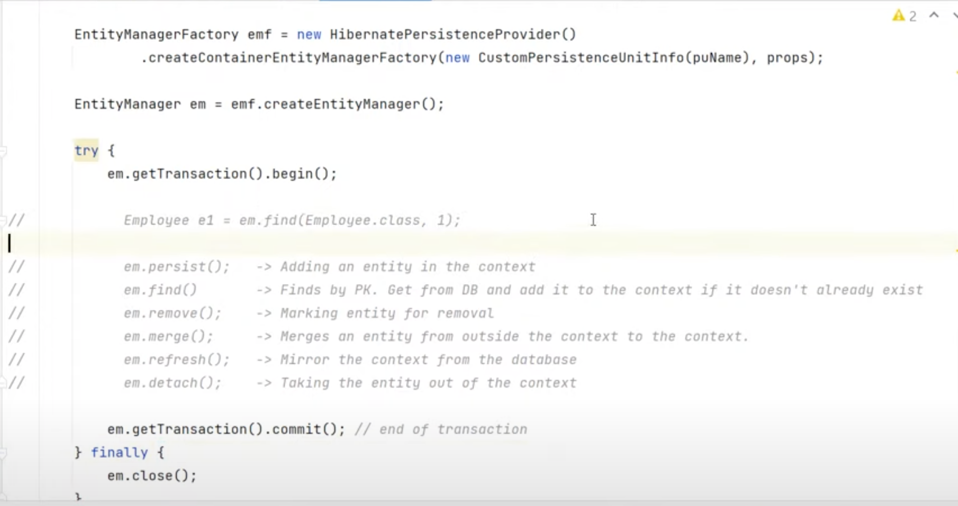 2
EntityManagerFactory emf = new HibernatePersistenceProvider()
.createContainerEntityManagerFactory(new CustomPersistenceUnitInfo(puName), props);
EntityManager em = emf.createEntityManager();
try {
em.getTransaction().begin();
// Employee e1 = em.find(Employee.class, 1);
// em.persist(); -> Adding an entity in the context
// em.find() -> Finds by PK. Get from DB and add it to the context if it doesn't already exist
// em.remove(); -> Marking entity for removal
// em.merge(); -> Merges an entity from outside the context to the context.
// em.refresh(); -> Mirror the context from the database
// em.detach(); -> Taking the entity out of the context
em.getTransaction().commit(); // end of transaction
} finally {
em.close();
}